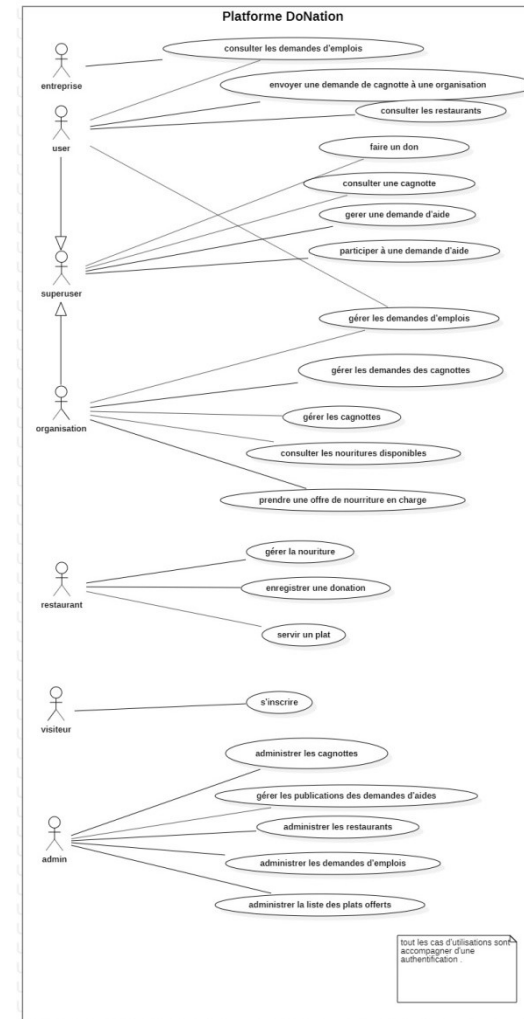 Platforme DoNation
consulter les demandes d'emplois
entreprise
envoyer une demande de cagnotte à une organisation
consulter les restaurants
user
faire un don
consulter une cagnotte
gerer une demande d'aide
participer à une demande d'aide
superuser
gérer les demandes d'emplois
gérer les demandes des cagnottes
gérer les cagnottes
organisation
consulter les nouritures disponibles
prendre une offre de nourriture en charge
gérer la nouriture
enregistrer une donation
restaurant
servir un plat
s'inscrire
visiteur
administrer les cagnottes
gérer les publications des demandes d'aides
administrer les restaurants
admin
administrer les demandes d'emplois
administrer la liste des plats offerts
tout les cas d'utilisations sont
accompagner d'une
authentification .